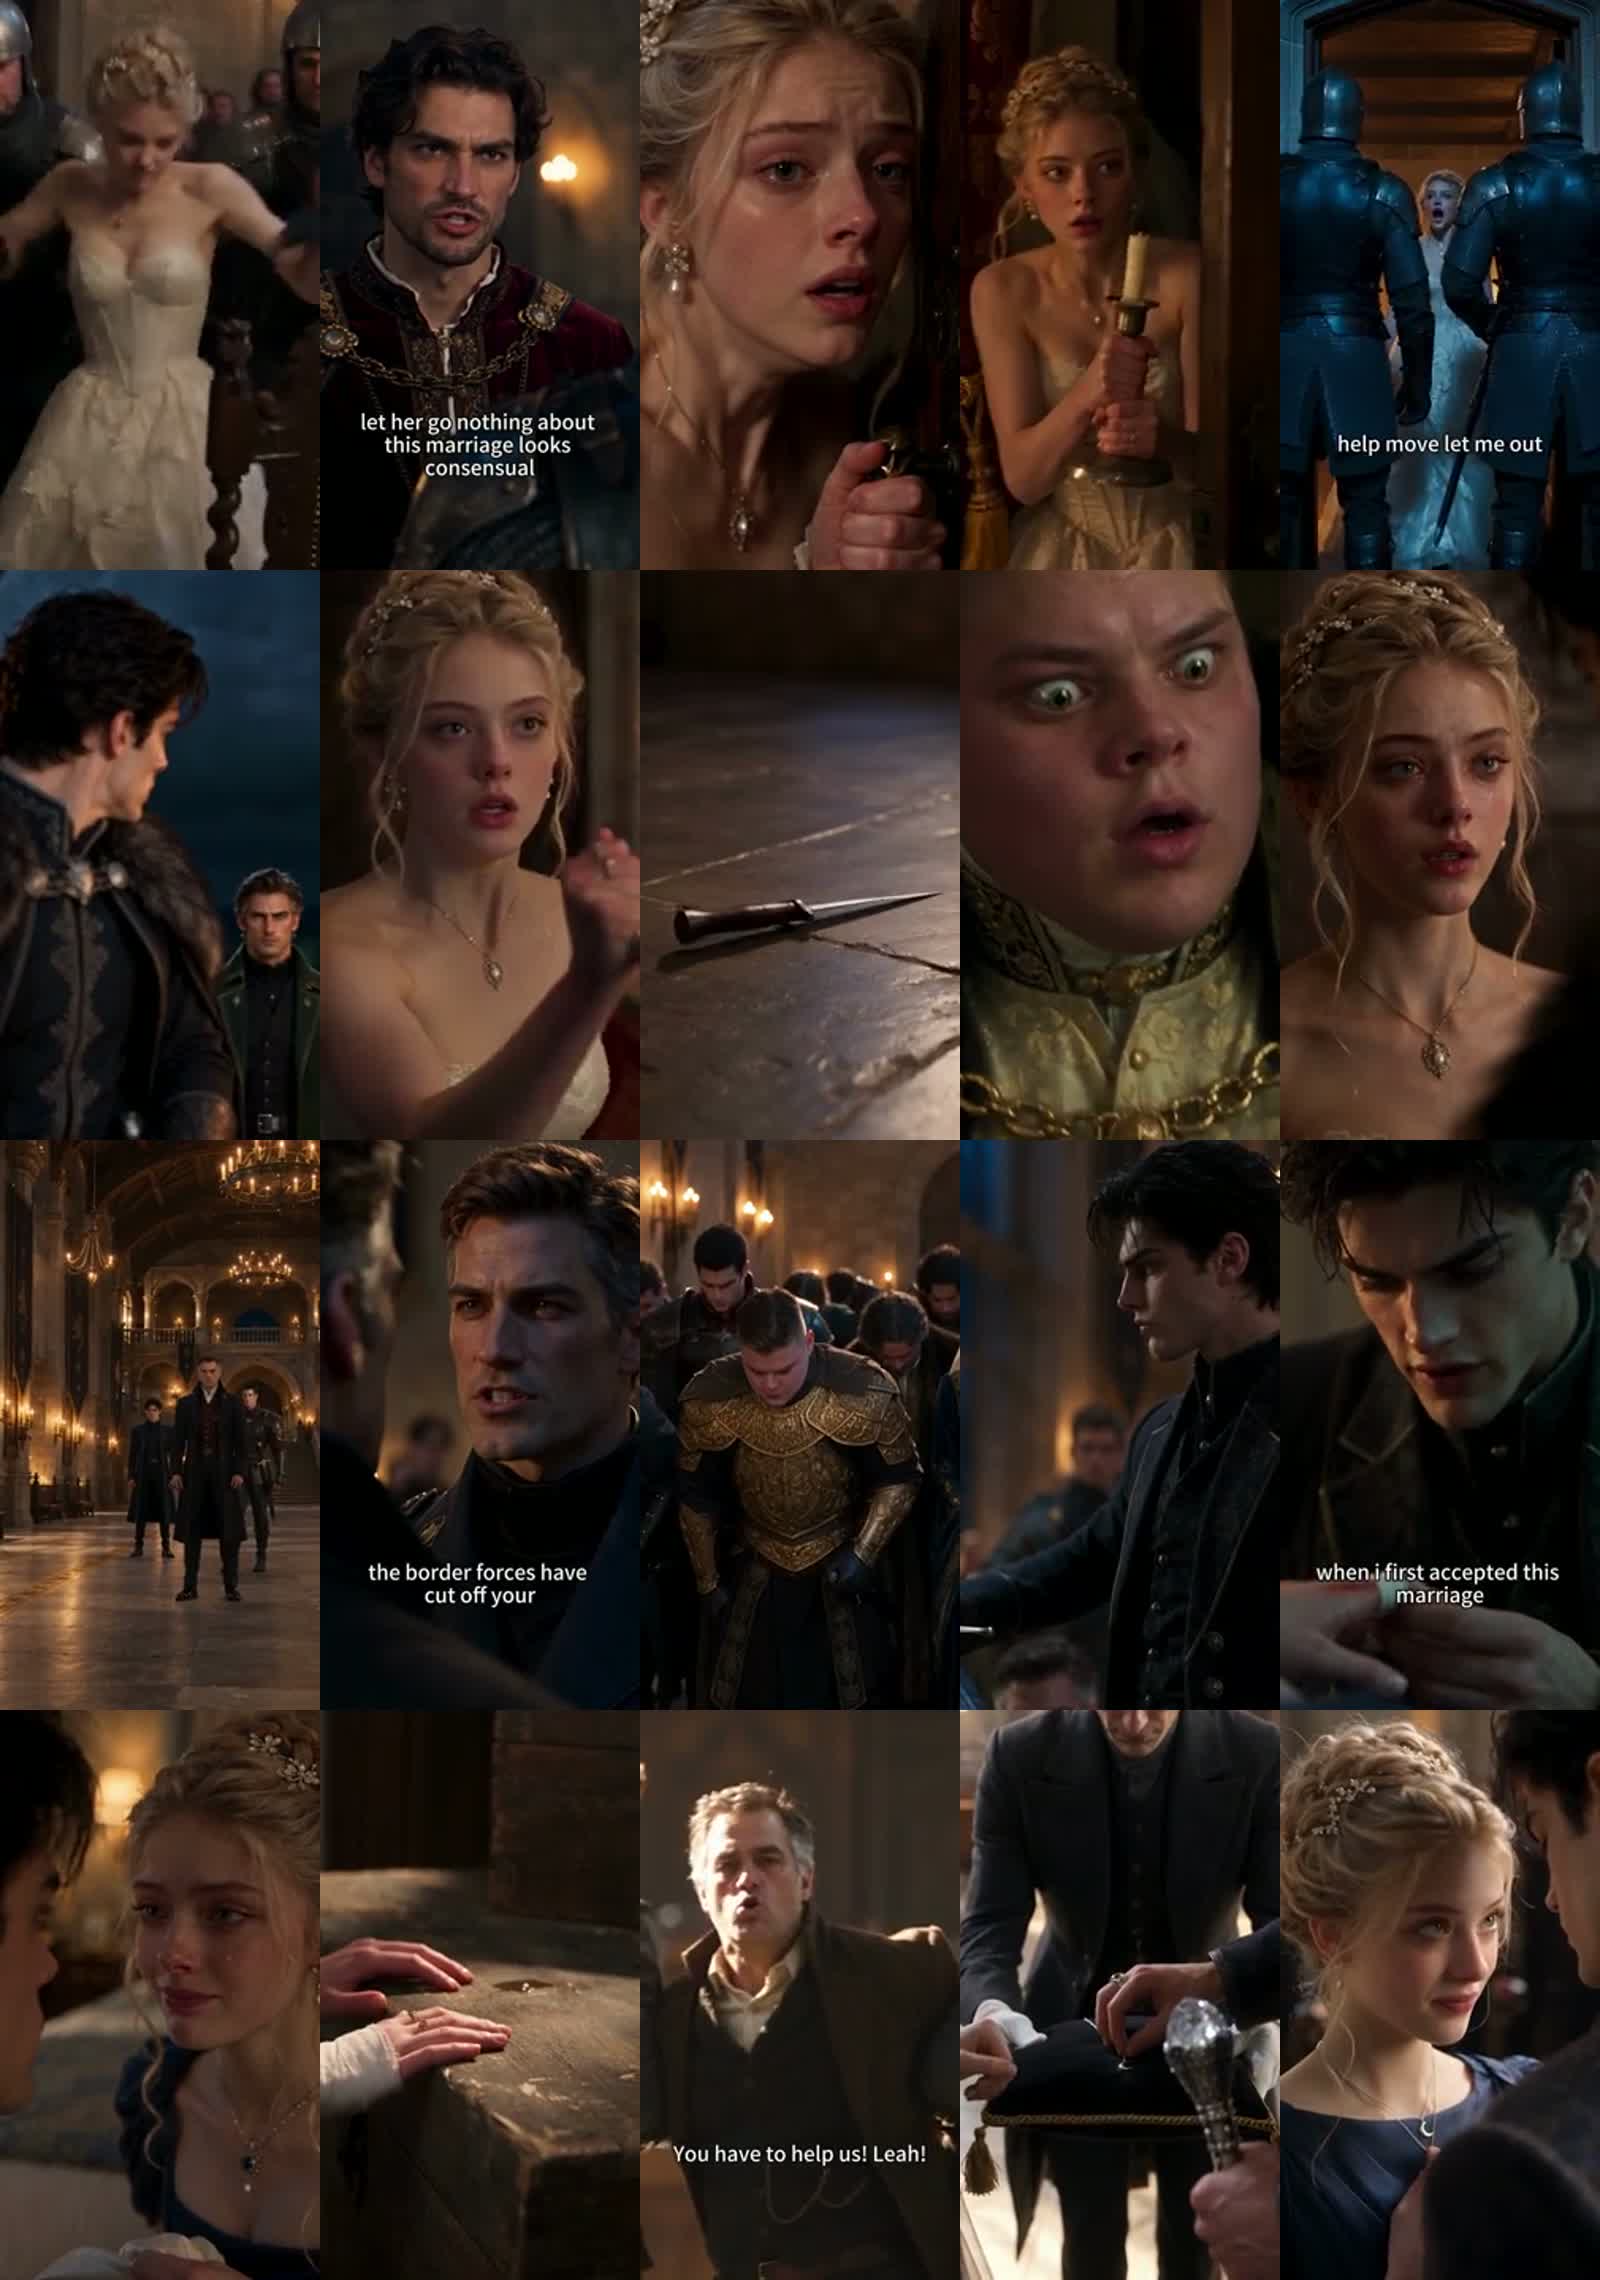 let her go nothing about
this marriage looks
consensual
help move let me out
the border forces have
cut off your
when i first accepted this
marriage
You have to help us! Leah!